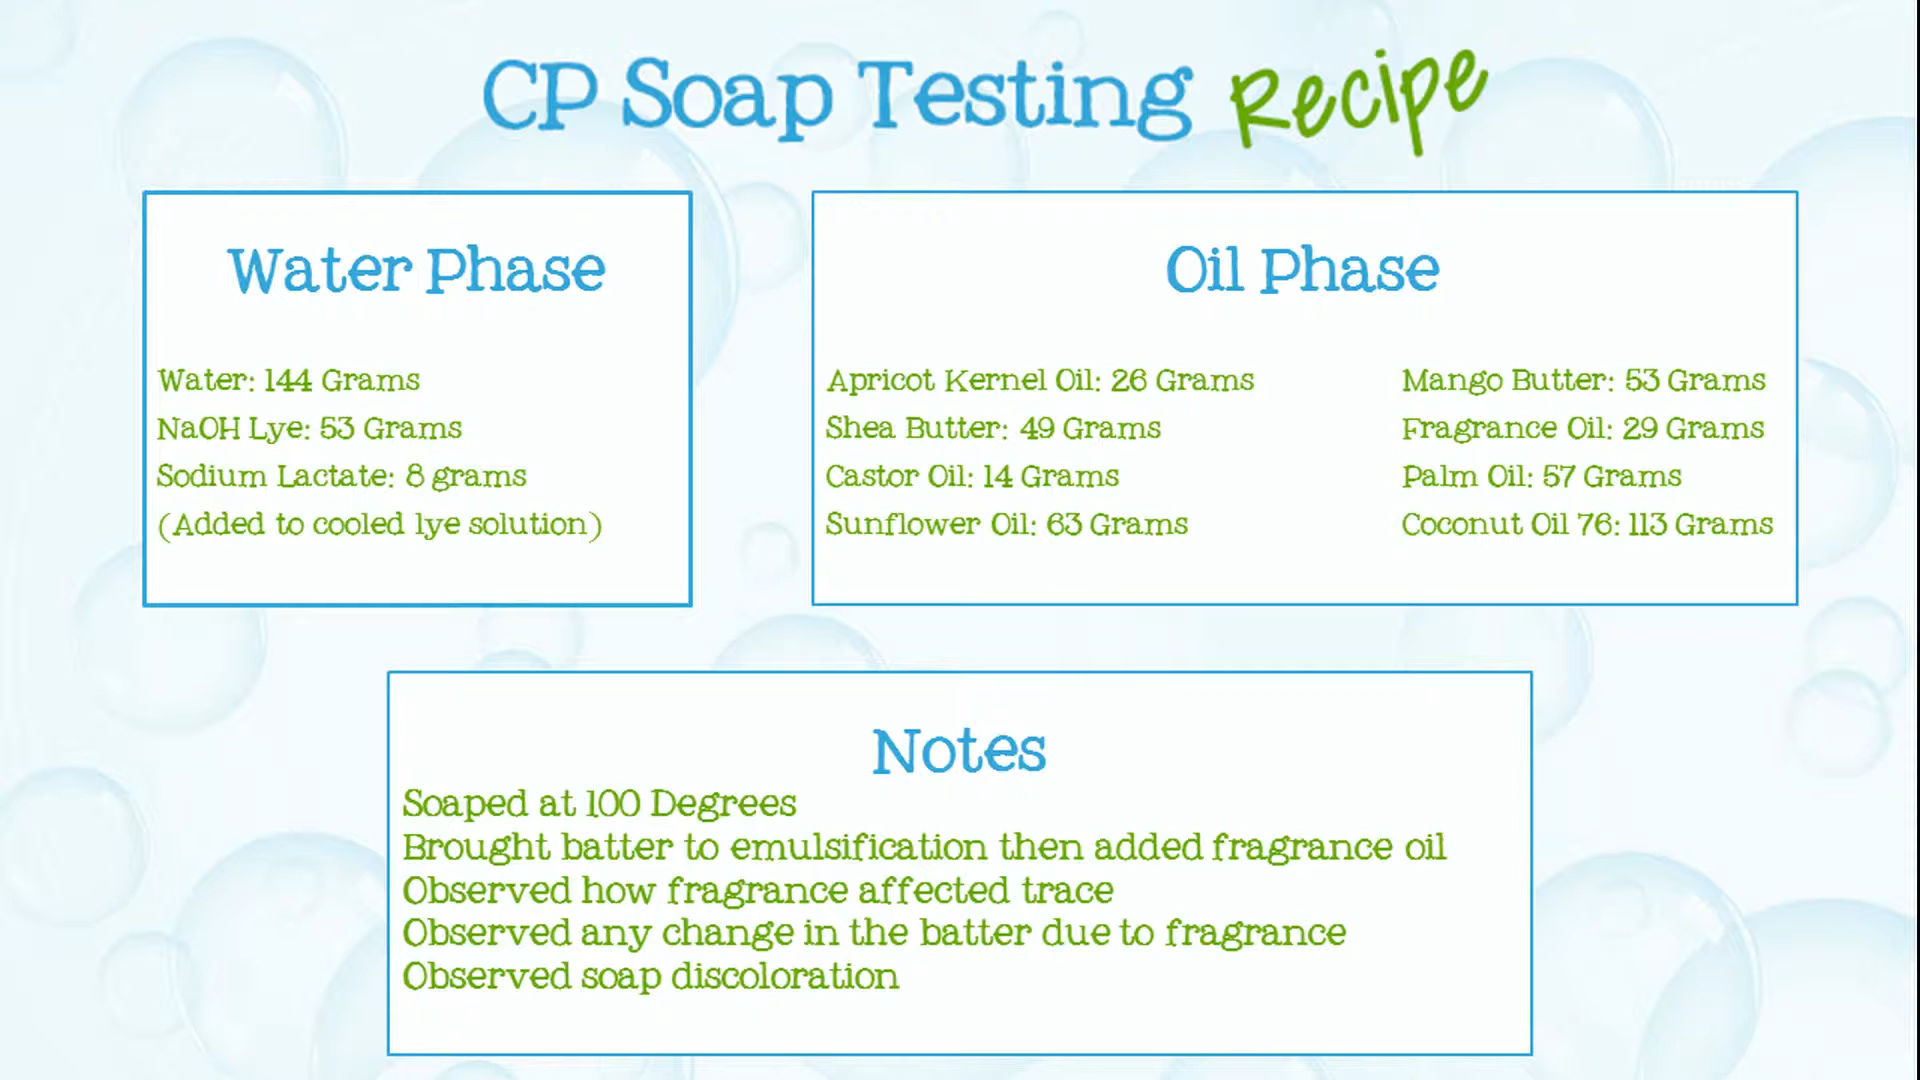 CP Soap Testing Recipe
Water Phase
Water: 144 Grams
NaOH Lye: 53 Grams
Sodium Lactate: 8 grams
(Added to cooled lye solution)
Oil Phase
Apricot Kernel Oil: 26 Grams
Shea Butter: 49 Grams
Castor Oil: 14 Grams
Sunflower Oil: 63 Grams
Mango Butter: 53 Grams
Fragrance Oil: 29 Grams
Palm Oil: 57 Grams
Coconut Oil 76: 113 Grams
Notes
Soaped at 100 Degrees
Brought batter to emulsification then added fragrance oil
Observed how fragrance affected trace
Observed any change in the batter due to fragrance
Observed soap discoloration